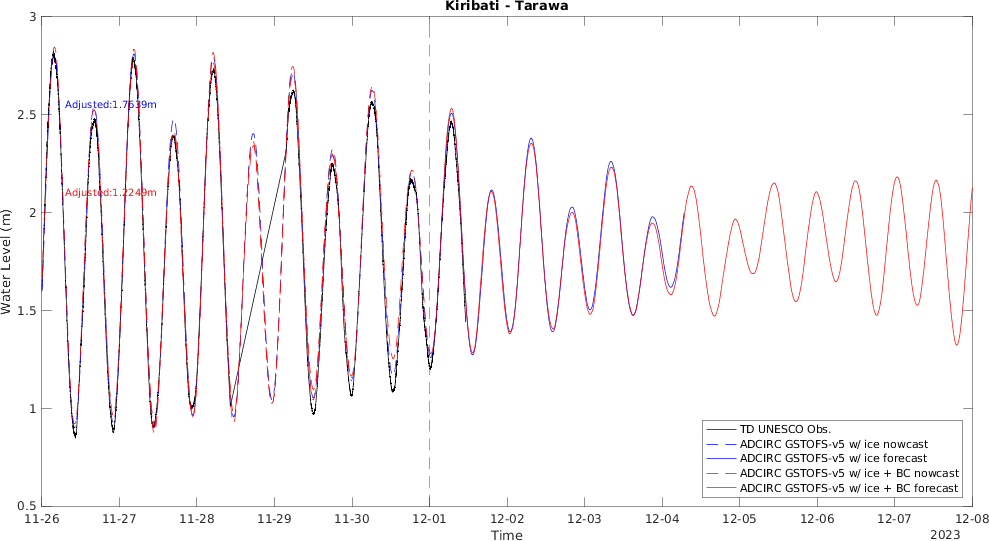 Kiribati - Tarawa
3
2.5
2
1.5
1
0.5
Water Level (m)
Adjusted:1.7639m
Adjusted:1.2249m
TD UNESCO Obs.
ADCIRC GSTOFS-v5 w/ ice nowcast
ADCIRC GSTOFS-v5 w/ ice forecast
ADCIRC GSTOFS-v5 w/ ice + BC nowcast
ADCIRC GSTOFS-v5 w/ ice + BC forecast
11-26 11-27 11-28 11-29 11-30 12-01 12-02 12-03 12-04 12-05 12-06 12-07 12-08
Time
2023